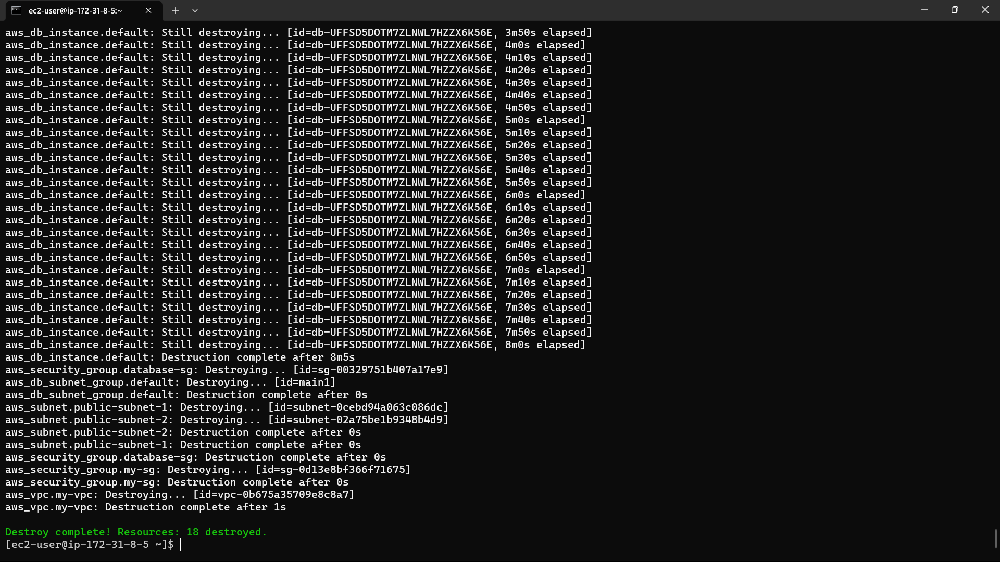 ec2-user@ip-172-31-8-5:~
aws_db_instance.default: Still destroying... [id=db-UFFSD5DOTM7ZLNWL7HZZX6K56E, 3m50s elapsed]
aws_db_instance.default: Still destroying... [id=db-UFFSD5DOTM7ZLNWL7HZZX6K56E, 4m0s elapsed]
aws_db_instance.default: Still destroying... [id=db-UFFSD5DOTM7ZLNWL7HZZX6K56E, 4m10s elapsed]
aws_db_instance.default: Still destroying... [id=db-UFFSD5DOTM7ZLNWL7HZZX6K56E, 4m20s elapsed]
aws_db_instance.default: Still destroying... [id=db-UFFSD5DOTM7ZLNWL7HZZX6K56E, 4m30s elapsed]
aws_db_instance.default: Still destroying... [id=db-UFFSD5DOTM7ZLNWL7HZZX6K56E, 4m40s elapsed]
aws_db_instance.default: Still destroying... [id=db-UFFSD5DOTM7ZLNWL7HZZX6K56E, 4m50s elapsed]
aws_db_instance.default: Still destroying... [id=db-UFFSD5DOTM7ZLNWL7HZZX6K56E, 5m0s elapsed]
aws_db_instance.default: Still destroying... [id=db-UFFSD5DOTM7ZLNWL7HZZX6K56E, 5m10s elapsed]
aws_db_instance.default: Still destroying... [id=db-UFFSD5DOTM7ZLNWL7HZZX6K56E, 5m20s elapsed]
aws_db_instance.default: Still destroying... [id=db-UFFSD5DOTM7ZLNWL7HZZX6K56E, 5m30s elapsed]
aws_db_instance.default: Still destroying... [id=db-UFFSD5DOTM7ZLNWL7HZZX6K56E, 5m40s elapsed]
aws_db_instance.default: Still destroying... [id=db-UFFSD5DOTM7ZLNWL7HZZX6K56E, 5m50s elapsed]
aws_db_instance.default: Still destroying... [id=db-UFFSD5DOTM7ZLNWL7HZZX6K56E, 6m0s elapsed]
aws_db_instance.default: Still destroying... [id=db-UFFSD5DOTM7ZLNWL7HZZX6K56E, 6m10s elapsed]
aws_db_instance.default: Still destroying... [id=db-UFFSD5DOTM7ZLNWL7HZZX6K56E, 6m20s elapsed]
aws_db_instance.default: Still destroying... [id=db-UFFSD5DOTM7ZLNWL7HZZX6K56E, 6m30s elapsed]
aws_db_instance.default: Still destroying... [id=db-UFFSD5DOTM7ZLNWL7HZZX6K56E, 6m40s elapsed]
aws_db_instance.default: Still destroying... [id=db-UFFSD5DOTM7ZLNWL7HZZX6K56E, 6m50s elapsed]
aws_db_instance.default: Still destroying... [id=db-UFFSD5DOTM7ZLNWL7HZZX6K56E, 7m0s elapsed]
aws_db_instance.default: Still destroying... [id=db-UFFSD5DOTM7ZLNWL7HZZX6K56E, 7m10s elapsed]
aws_db_instance.default: Still destroying... [id=db-UFFSD5DOTM7ZLNWL7HZZX6K56E, 7m20s elapsed]
aws_db_instance.default: Still destroying... [id=db-UFFSD5DOTM7ZLNWL7HZZX6K56E, 7m30s elapsed]
aws_db_instance.default: Still destroying... [id=db-UFFSD5DOTM7ZLNWL7HZZX6K56E, 7m40s elapsed]
aws_db_instance.default: Still destroying... [id=db-UFFSD5DOTM7ZLNWL7HZZX6K56E, 7m50s elapsed]
aws_db_instance.default: Still destroying... [id=db-UFFSD5DOTM7ZLNWL7HZZX6K56E, 8m0s elapsed]
aws_db_instance.default: Destruction complete after 8m5s
aws_security_group.database-sg: Destroying... [id=sg-00329751b407a17e9]
aws_db_subnet_group.default: Destroying... [id=main1]
aws_db_subnet_group.default: Destruction complete after 0s
aws_subnet.public-subnet-1: Destroying... [id=subnet-0cebd94a063c086dc]
aws_subnet.public-subnet-2: Destroying... [id=subnet-02a75be1b9348b4d9]
aws_subnet.public-subnet-2: Destruction complete after 0s
aws_subnet.public-subnet-1: Destruction complete after 0s
aws_security_group.database-sg: Destruction complete after 0s
aws_security_group.my-sg: Destroying... [id=sg-0d13e8bf366f71675]
aws_security_group.my-sg: Destruction complete after 0s
aws_vpc.my-vpc: Destroying... [id=vpc-0b675a35709e8c8a7]
aws_vpc.my-vpc: Destruction complete after 1s
Destroy complete! Resources: 18 destroyed.
[ec2-user@ip-172-31-8-5 ~]$